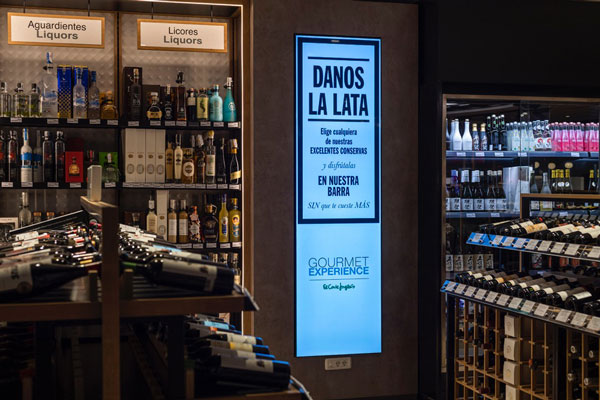 Aguardientes
Liquors
Licores
Liquors
DANOS
LA LATA
Elige cualquiera
de nuestras
EXCELENTES CONSERVAS
y disfrútalas
EN NUESTRA
BARRA
SIN que te cueste MÁS
GOURMET
EXPERIENCE
El Corte Inglés